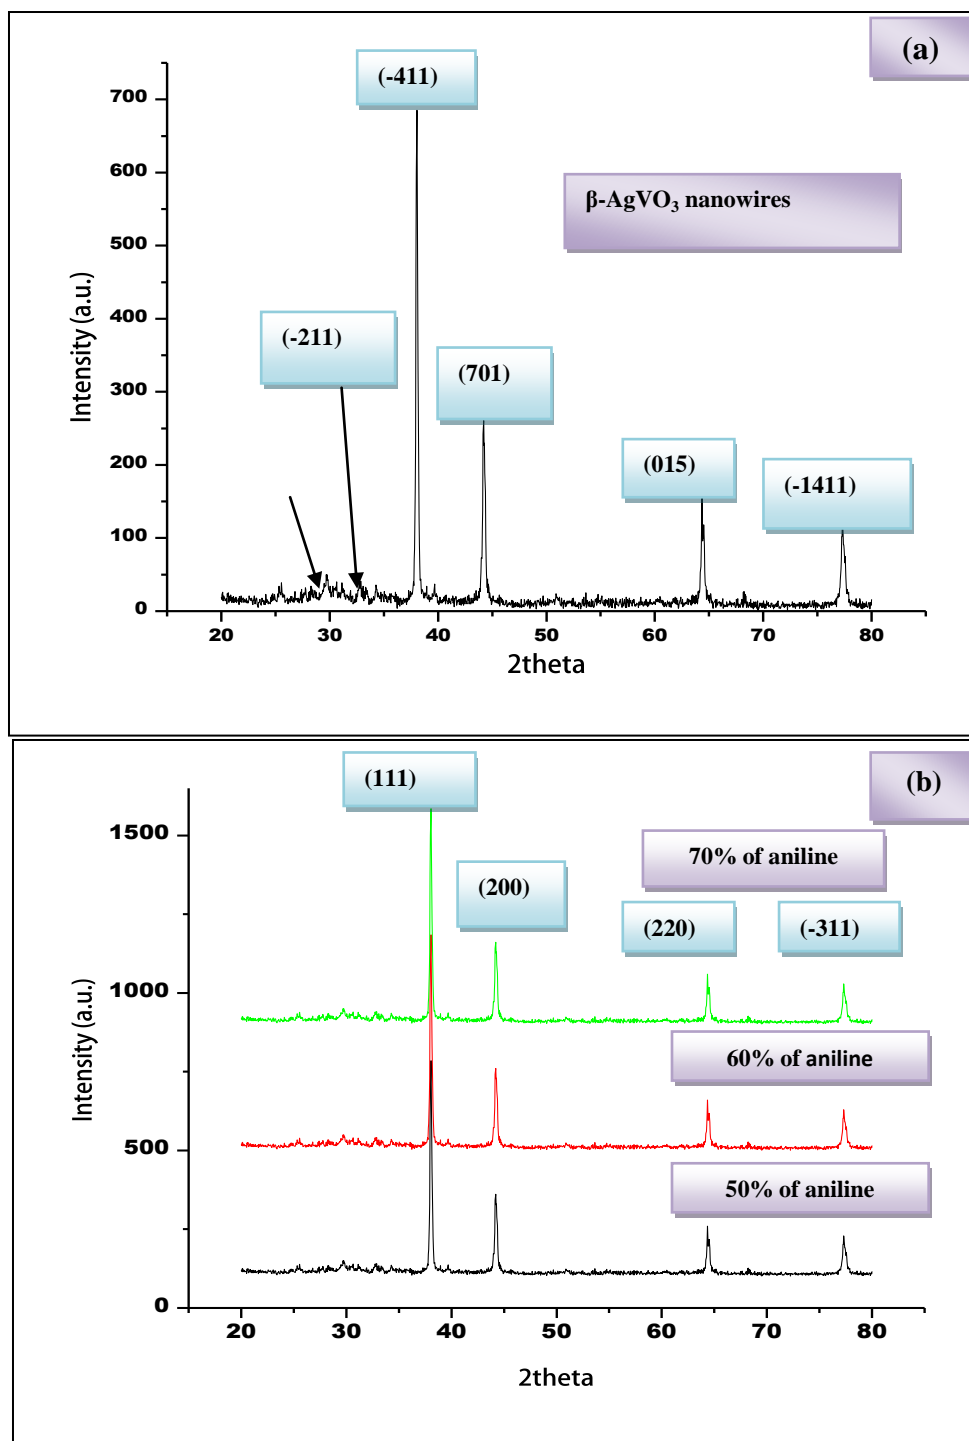 (a)
(-411)
700
β-AgVO₃ nanowires
600
500
400
(-211)
(701)
300
200
(015)
(-1411)
100
0
Intensity (a.u.)
20 30 40 50 60 70 80
2theta
(b)
(111)
1500
70% of aniline
(200)
(220)
(-311)
1000
60% of aniline
500
50% of aniline
0
Intensity (a.u.)
20 30 40 50 60 70 80
2theta